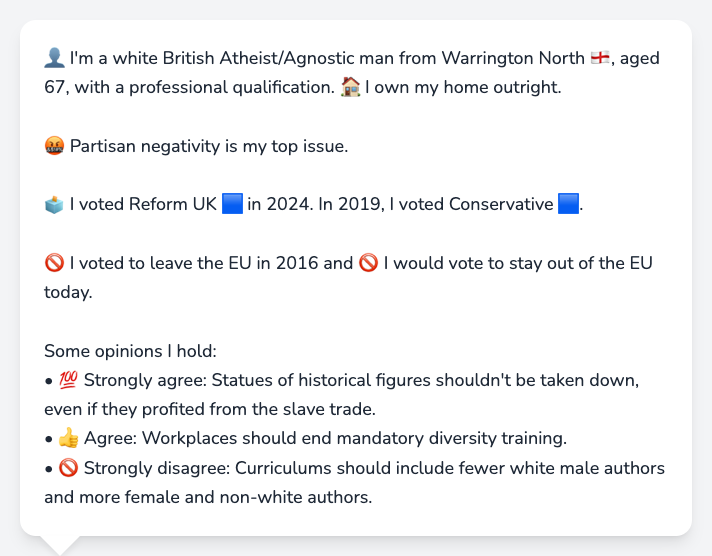 👤 I'm a white British Atheist/Agnostic man from Warrington North 🏴󠁧󠁢󠁥󠁮󠁧󠁿, aged
67, with a professional qualification. 🏠 I own my home outright.
🤬 Partisan negativity is my top issue.
🗳️ I voted Reform UK 🟦 in 2024. In 2019, I voted Conservative 🟦.
🚫 I voted to leave the EU in 2016 and 🚫 I would vote to stay out of the EU
today.
Some opinions I hold:
• 💯 Strongly agree: Statues of historical figures shouldn't be taken down,
even if they profited from the slave trade.
• 👍 Agree: Workplaces should end mandatory diversity training.
• 🚫 Strongly disagree: Curriculums should include fewer white male authors
and more female and non-white authors.